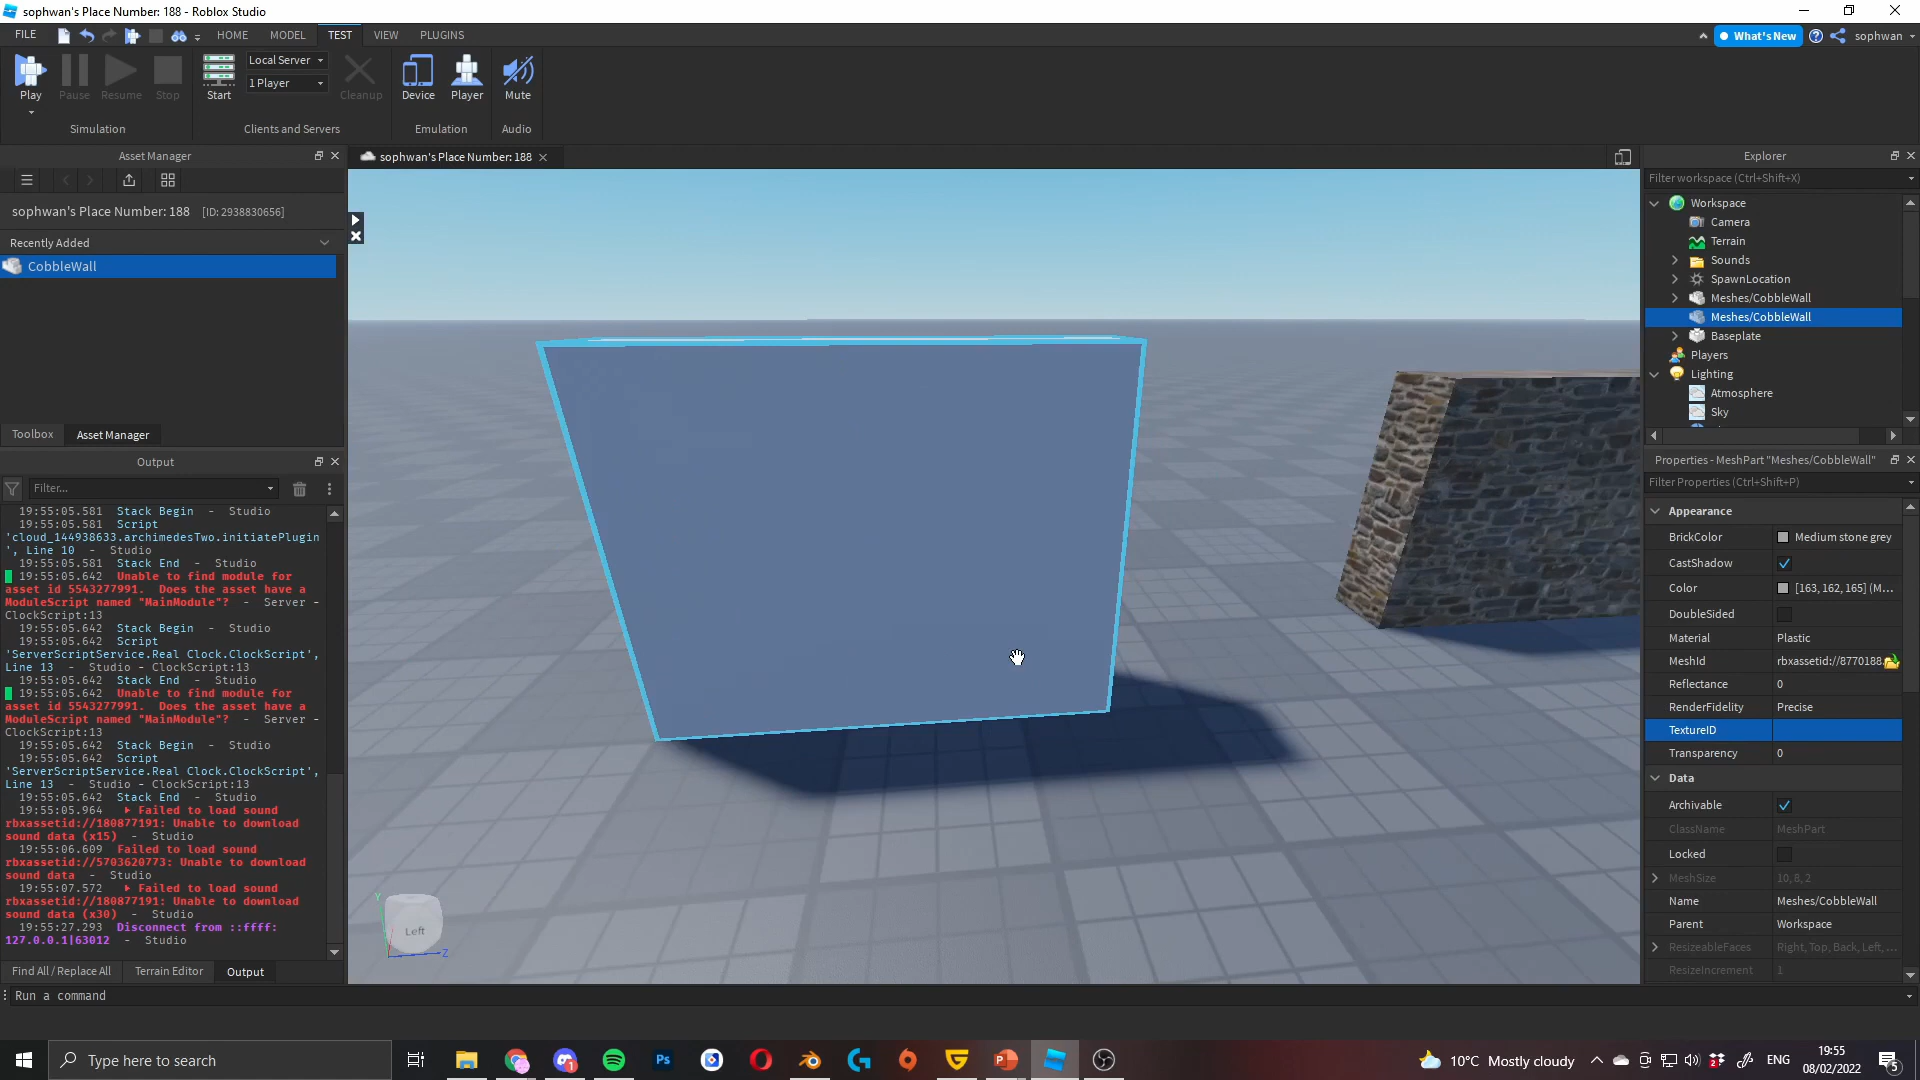 sophwan's Place Number: 188 - Roblox Studio
FILE
HOME
MODEL
TEST
VIEW
PLUGINS
What's New
sophwan
Play
Pause
Resume
Stop
Start
Local Server
1 Player
Cleanup
Device
Player
Mute
Simulation
Clients and Servers
Emulation
Audio
Asset Manager
sophwan's Place Number: 188 [ID: 2938830656]
Recently Added
CobbleWall
Toolbox
Asset Manager
Output
Filter...
19:55:05.581 Stack Begin - Studio
19:55:05.581 Script
'cloud_144938633.archimedesTwo.initiatePlugin
', Line 10 - Studio
19:55:05.581 Stack End - Studio
19:55:05.642 Unable to find module for
asset id 5543277991. Does the asset have a
ModuleScript named "MainModule"? - Server -
ClockScript:13
19:55:05.642 Stack Begin - Studio
19:55:05.642 Script
'ServerScriptService.Real Clock.ClockScript',
Line 13 - Studio - ClockScript:13
19:55:05.642 Stack End - Studio
19:55:05.642 Unable to find module for
asset id 5543277991. Does the asset have a
ModuleScript named "MainModule"? - Server -
ClockScript:13
19:55:05.642 Stack Begin - Studio
19:55:05.642 Script
'ServerScriptService.Real Clock.ClockScript',
Line 13 - Studio - ClockScript:13
19:55:05.642 Stack End - Studio
19:55:05.964 Failed to load sound
rbxassetid://180877191: Unable to download
sound data (x15) - Studio
19:55:06.609 Failed to load sound
rbxassetid://5703620773: Unable to download
sound data - Studio
19:55:07.572 Failed to load sound
rbxassetid://180877191: Unable to download
sound data (x30) - Studio
19:55:27.293 Disconnect from ::ffff:
127.0.0.1|63012 - Studio
Find All / Replace All
Terrain Editor
Output
Run a command
sophwan's Place Number: 188
Y
Left
Z
Explorer
Filter workspace (Ctrl+Shift+X)
Workspace
Camera
Terrain
Sounds
SpawnLocation
Meshes/CobbleWall
Meshes/CobbleWall
Baseplate
Players
Lighting
Atmosphere
Sky
Properties - MeshPart "Meshes/CobbleWall"
Filter Properties (Ctrl+Shift+P)
Appearance
BrickColor Medium stone grey
CastShadow
Color [163, 162, 165] (M...
DoubleSided
Material Plastic
MeshId rbxassetid://8770188
Reflectance 0
RenderFidelity Precise
TextureID
Transparency 0
Data
Archivable
ClassName MeshPart
Locked
MeshSize 10, 8, 2
Name Meshes/CobbleWall
Parent Workspace
ResizeableFaces Right, Top, Back, Left, ...
ResizeIncrement 1
Type here to search
Ps
10°C Mostly cloudy
ENG
19:55
08/02/2022
5